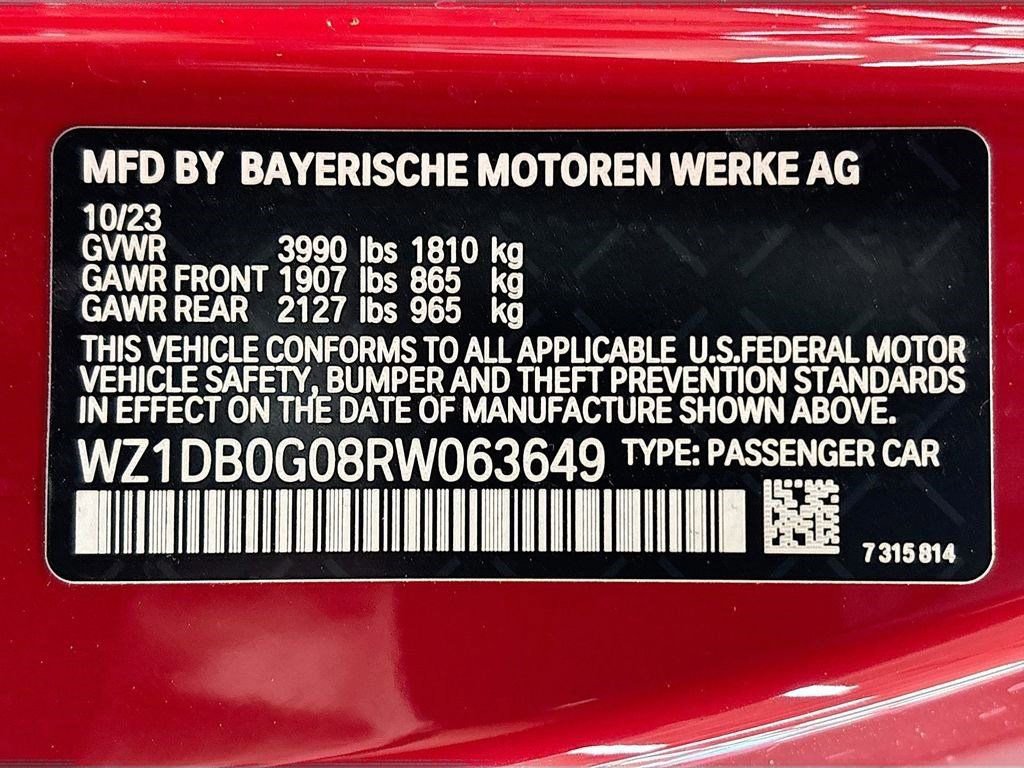 MFD BY BAYERISCHE MOTOREN WERKE AG
10/23
GVWR 3990 lbs 1810 kg
GAWR FRONT 1907 lbs 865 kg
GAWR REAR 2127 lbs 965 kg
THIS VEHICLE CONFORMS TO ALL APPLICABLE U.S.FEDERAL MOTOR
VEHICLE SAFETY, BUMPER AND THEFT PREVENTION STANDARDS
IN EFFECT ON THE DATE OF MANUFACTURE SHOWN ABOVE.
WZ1DB0G08RW063649 TYPE: PASSENGER CAR
7 315 814